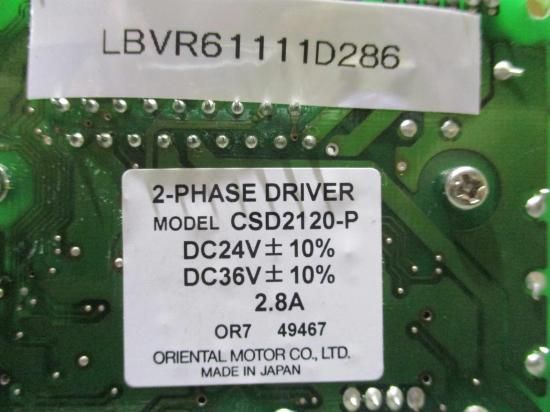 LBVR61111D286
2-PHASE DRIVER
MODEL CSD2120-P
DC24V ± 10%
DC36V ± 10%
2.8A
OR7 49467
ORIENTAL MOTOR CO., LTD.
MADE IN JAPAN